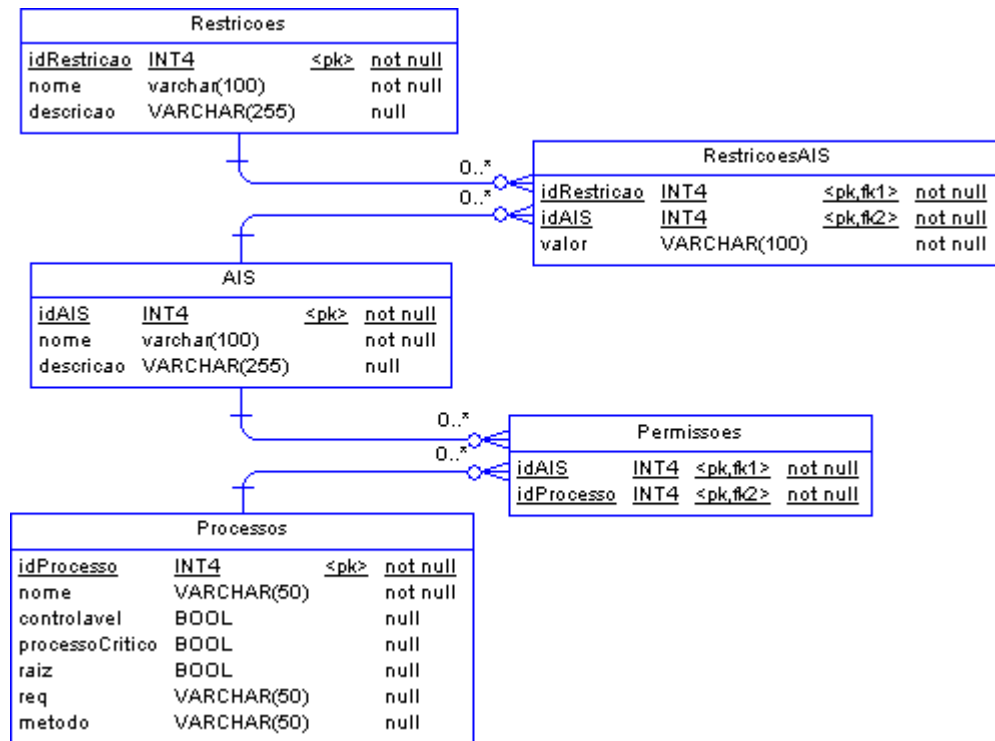 Restricoes
idRestricao INT4 <pk> not null
nome varchar(100) not null
descricao VARCHAR(255) null
0..*
0..*
RestricoesAIS
idRestricao INT4 <pk,fk1> not null
idAIS INT4 <pk,fk2> not null
valor VARCHAR(100) not null
AIS
idAIS INT4 <pk> not null
nome varchar(100) not null
descricao VARCHAR(255) null
0..*
0..*
Permissoes
idAIS INT4 <pk,fk1> not null
idProcesso INT4 <pk,fk2> not null
Processos
idProcesso INT4 <pk> not null
nome VARCHAR(50) not null
controlavel BOOL null
processoCritico BOOL null
raiz BOOL null
req VARCHAR(50) null
metodo VARCHAR(50) null